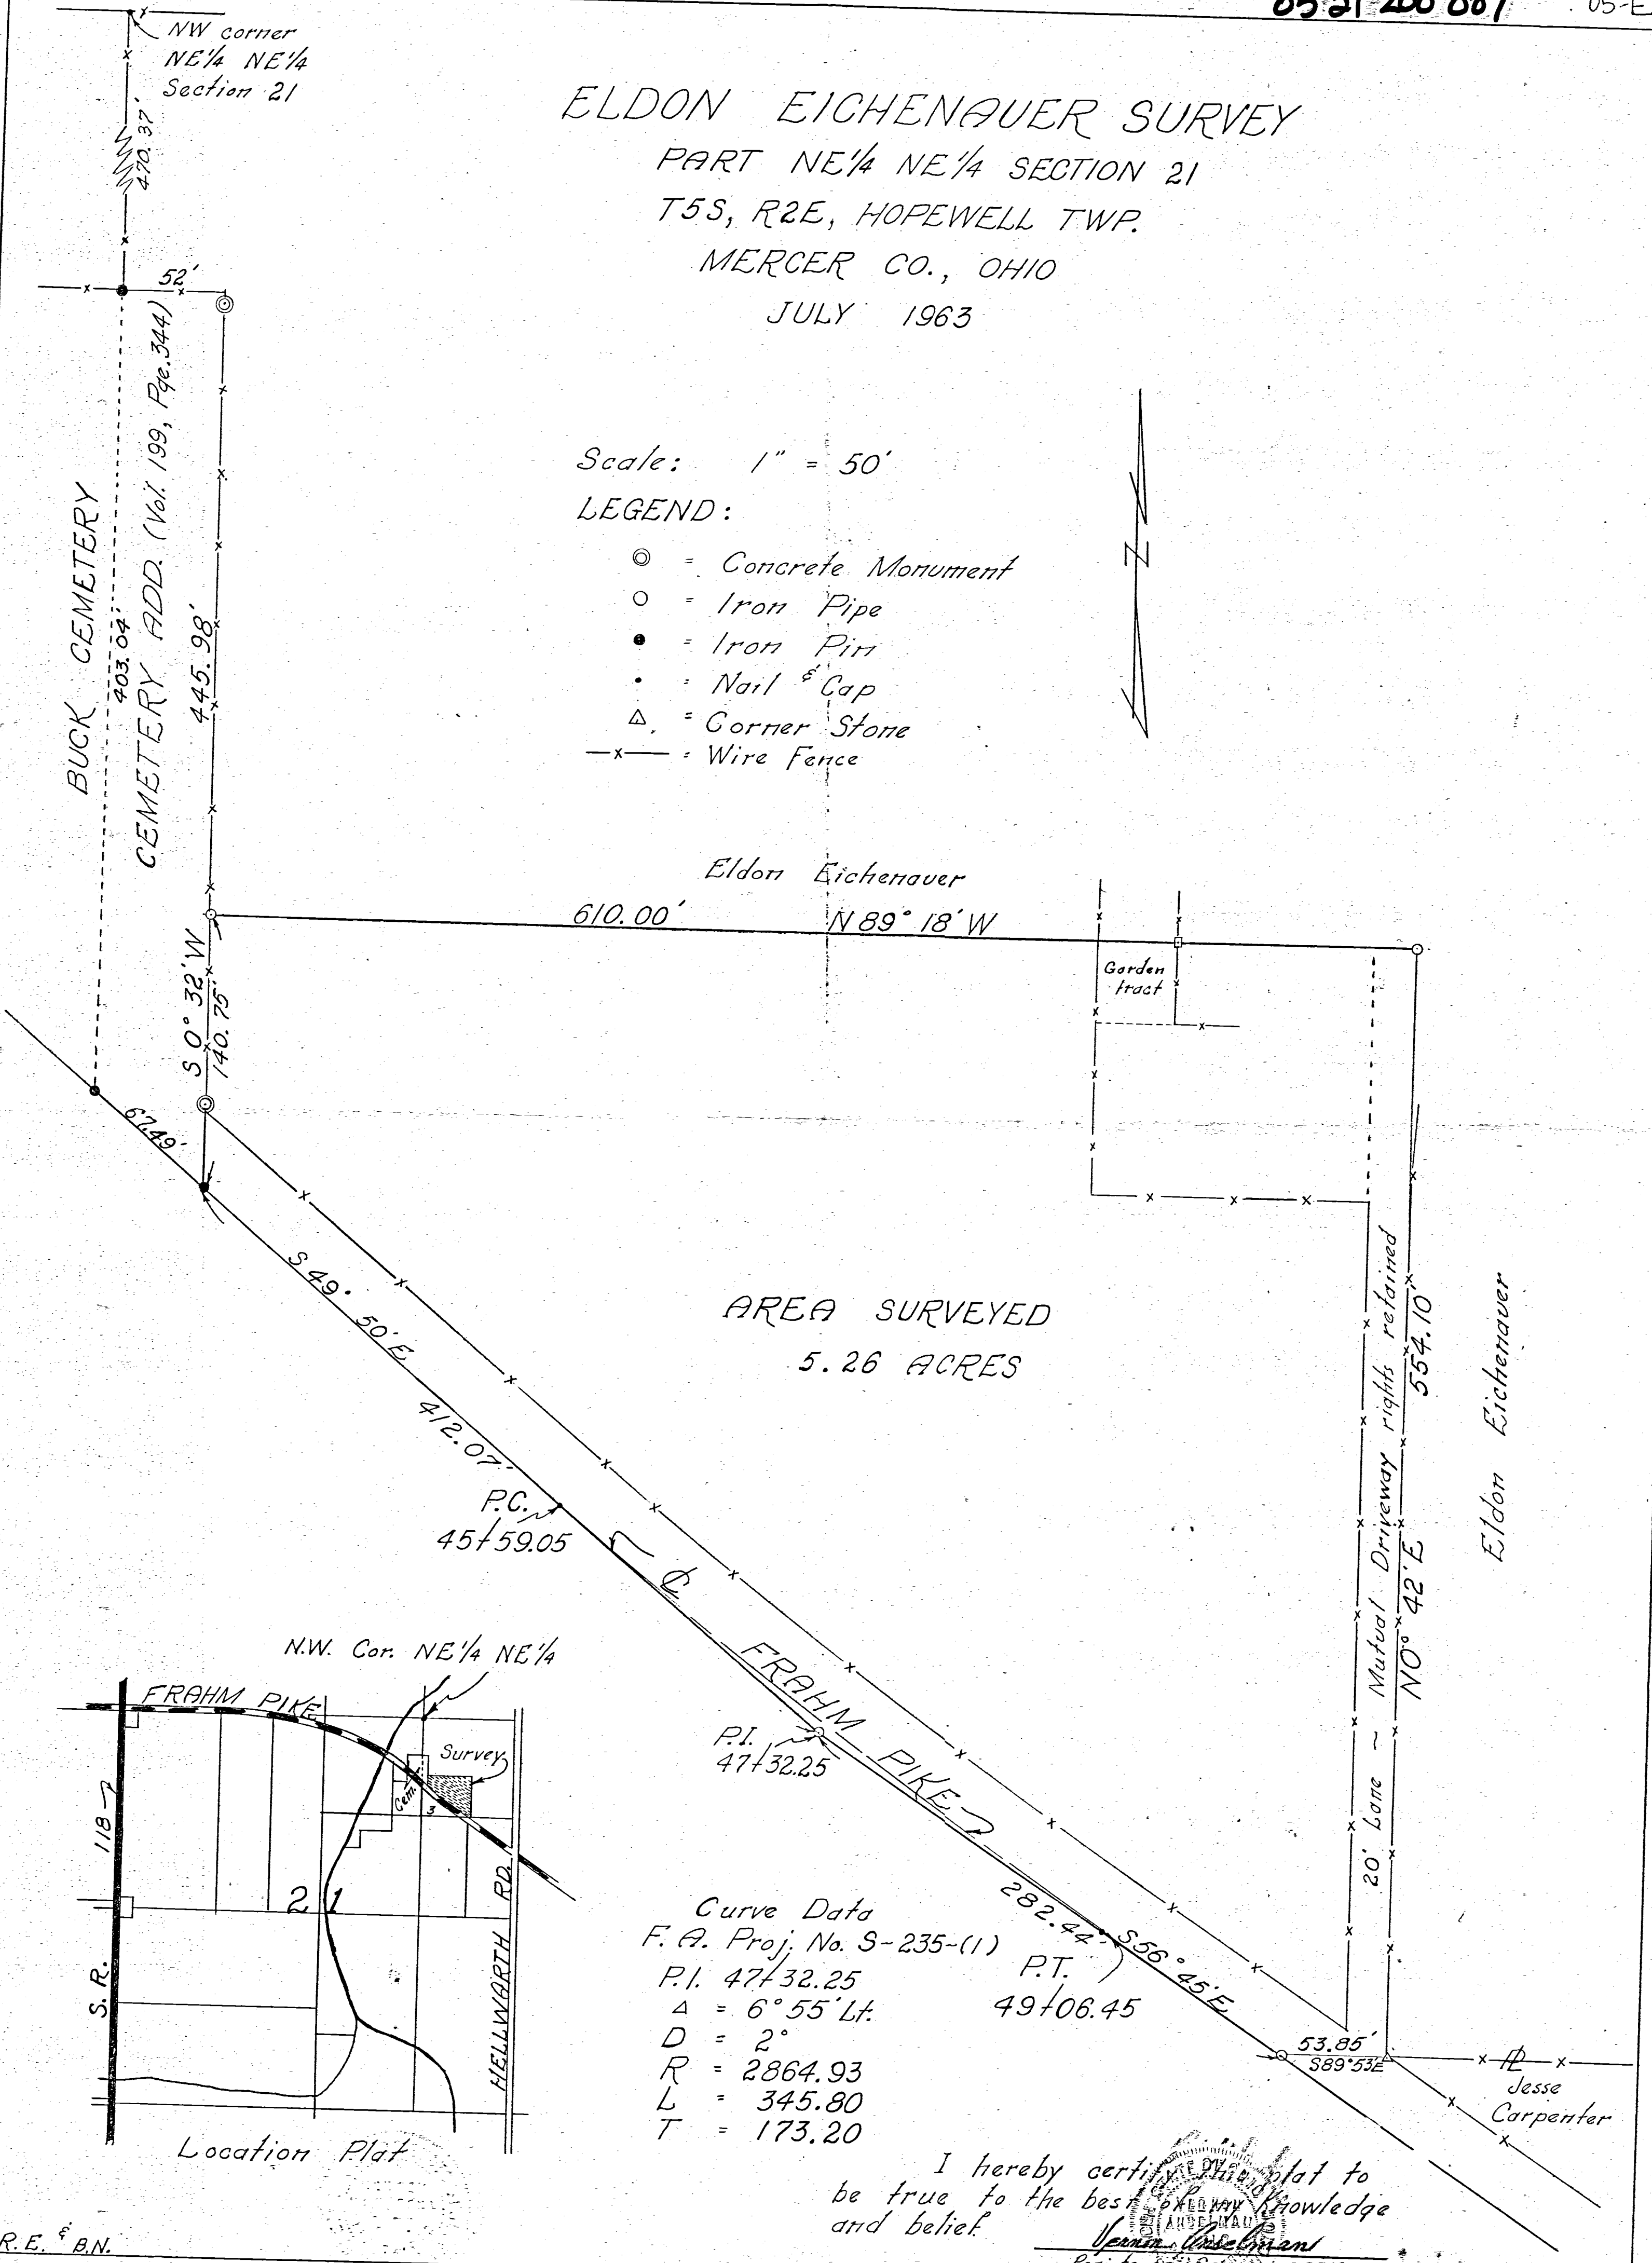 05-21-200-001
05-E
NW corner
NE¼ NE¼
Section 21
470.37
ELDON EICHENAUER SURVEY
PART NE¼ NE¼ SECTION 21
T5S, R2E, HOPEWELL TWP.
MERCER CO., OHIO
JULY 1963
52'
BUCK CEMETERY
403.04'
CEMETERY ADD. (Vol. 199, Pge. 344)
445.98'
Scale: 1" = 50'
LEGEND:
= Concrete Monument
= Iron Pipe
= Iron Pin
= Nail & Cap
= Corner Stone
—x— = Wire Fence
N
Eldon Eichenauer
610.00' N 89° 18' W
Garden
tract
S 0° 32' W
140.75'
67.49'
S 49° 50' E
412.07'
AREA SURVEYED
5.26 ACRES
20' Lane ~ Mutual Driveway rights retained
N 0° 42' E 554.10'
Eldon Eichenauer
P.C.
45+59.05
℄ FRAHM PIKE
P.I.
47+32.25
282.44'
S 56° 45' E
P.T.
49+06.45
53.85'
S89°53'E
Jesse
Carpenter
N.W. Cor. NE¼ NE¼
FRAHM PIKE
Survey
Cem.
3
21
S.R. 118
HELLWARTH RD.
Location Plat
Curve Data
F. A. Proj. No. S-235-(1)
P.I. 47+32.25
Δ = 6° 55' Lt.
D = 2°
R = 2864.93
L = 345.80
T = 173.20
I hereby certify this plat to
be true to the best of my knowledge
and belief.
R.E. & B.N.